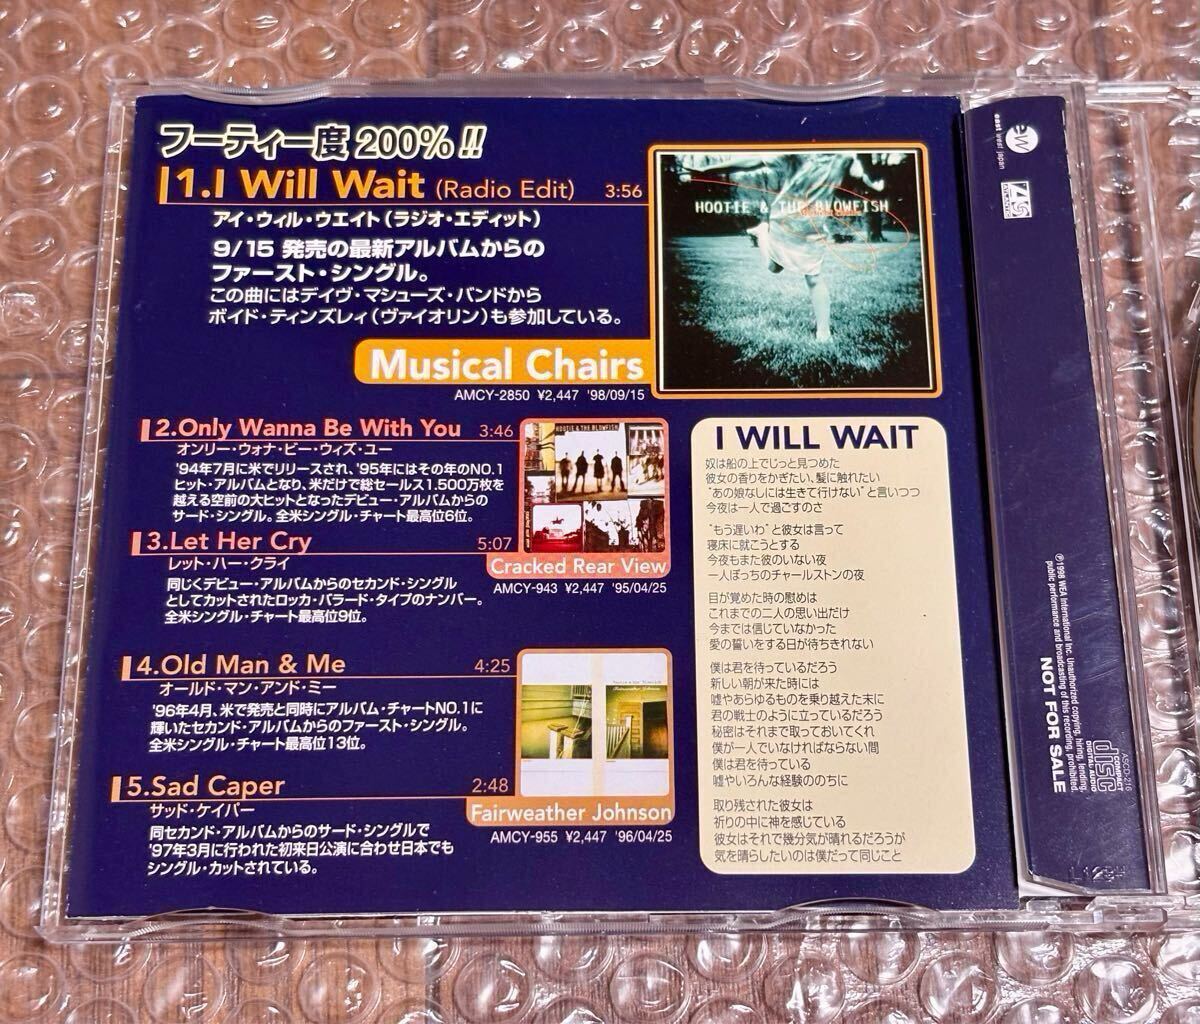 フーティー度 200% !!
1.I Will Wait (Radio Edit) 3:56
アイ・ウィル・ウエイト(ラジオ・エディット)
9/15 発売の最新アルバムからの
ファースト・シングル。
この曲にはデイヴ・マシューズ・バンドから
ボイド・ティンズレィ(ヴァイオリン)も参加している。
HOOTIE & THE BLOWFISH
Musical Chairs
AMCY-2850 ¥2,447 '98/09/15
2.Only Wanna Be With You 3:46
オンリー・ウォナ・ビー・ウィズ・ユー
'94年7月に米でリリースされ、'95年にはその年のNO.1
ヒット・アルバムとなり、米だけで総セールス1.500万枚を
越える空前の大ヒットとなったデビュー・アルバムからの
サード・シングル。全米シングル・チャート最高位6位。
3.Let Her Cry 5:07
レット・ハー・クライ
同じくデビュー・アルバムからのセカンド・シングル
としてカットされたロッカ・バラード・タイプのナンバー。
全米シングル・チャート最高位9位。
HOOTIE & THE BLOWFISH
Cracked Rear View
AMCY-943 ¥2,447 '95/04/25
4.Old Man & Me 4:25
オールド・マン・アンド・ミー
'96年4月、米で発売と同時にアルバム・チャートNO.1に
輝いたセカンド・アルバムからのファースト・シングル。
全米シングル・チャート最高位13位。
5.Sad Caper 2:48
サッド・ケイパー
同セカンド・アルバムからのサード・シングルで
'97年3月に行われた初来日公演に合わせ日本でも
シングル・カットされている。
Fairweather Johnson
AMCY-955 ¥2,447 '96/04/25
I WILL WAIT
奴は船の上でじっと見つめた
彼女の香りをかぎたい、髪に触れたい
"あの娘なしには生きて行けない"と言いつつ
今夜は一人で過ごすのさ
"もう遅いわ"と彼女は言って
寝床に就こうとする
今夜もまた彼のいない夜
一人ぼっちのチャールストンの夜
目が覚めた時の慰めは
これまでの二人の思い出だけ
今までは信じていなかった
愛の誓いをする日が待ちきれない
僕は君を待っているだろう
新しい朝が来た時には
嘘やあらゆるものを乗り越えた末に
君の戦士のように立っているだろう
秘密はそれまで取っておいてくれ
僕が一人でいなければならない間
僕は君を待っている
嘘やいろんな経験ののちに
取り残された彼女は
祈りの中に神を感じている
彼女はそれで幾分気が晴れるだろうが
気を晴らしたいのは僕だって同じこと
ew
east west japan
ATLANTIC
℗1998 WEA International Inc. Unauthorized copying, hiring, lending,
public performance and broadcasting of this recording, prohibited.
NOT FOR SALE
COMPACT
disc
DIGITAL AUDIO
ASCD-216